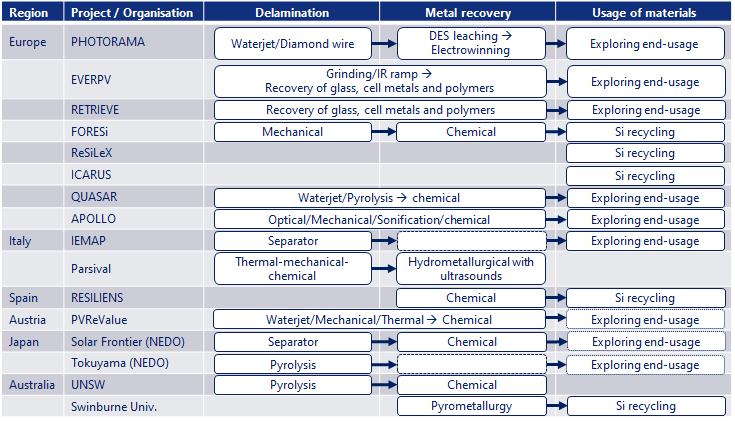 Region Project / Organisation Delamination Metal recovery Usage of materials
Europe PHOTORAMA Waterjet/Diamond wire DES leaching → Electrowinning Exploring end-usage
EVERPV Grinding/IR ramp → Recovery of glass, cell metals and polymers Exploring end-usage
RETRIEVE Recovery of glass, cell metals and polymers Exploring end-usage
FORESi Mechanical Chemical Si recycling
ReSiLeX Si recycling
ICARUS Si recycling
QUASAR Waterjet/Pyrolysis → chemical Exploring end-usage
APOLLO Optical/Mechanical/Sonification/chemical Exploring end-usage
Italy IEMAP Separator Exploring end-usage
Parsival Thermal-mechanical-chemical Hydrometallurgical with ultrasounds
Spain RESILIENS Chemical Si recycling
Austria PVReValue Waterjet/Mechanical/Thermal → Chemical Exploring end-usage
Japan Solar Frontier (NEDO) Separator Chemical Exploring end-usage
Tokuyama (NEDO) Pyrolysis Exploring end-usage
Australia UNSW Pyrolysis Chemical
Swinburne Univ. Pyrometallurgy Si recycling